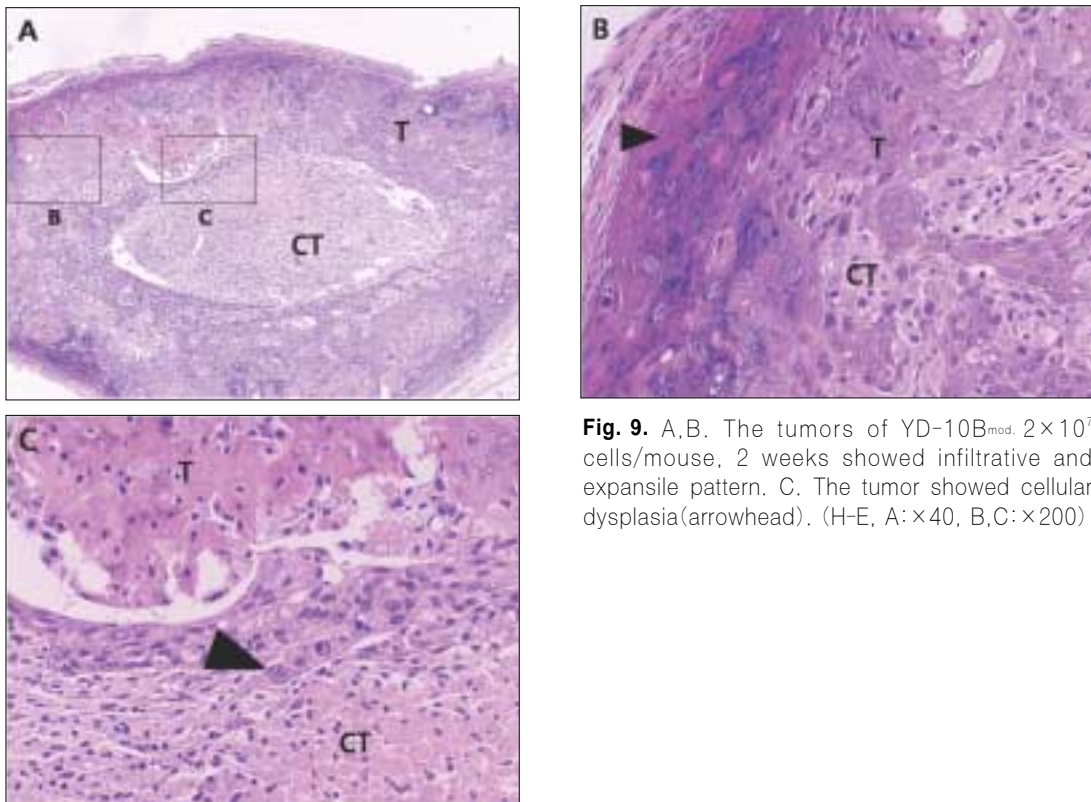 A
T
B
C
CT
B
T
CT
C
T
CT
Fig. 9. A,B. The tumors of YD-10Bmod. 2×10⁷
cells/mouse, 2 weeks showed infiltrative and
expansile pattern. C. The tumor showed cellular
dysplasia(arrowhead). (H-E, A:×40, B,C:×200)